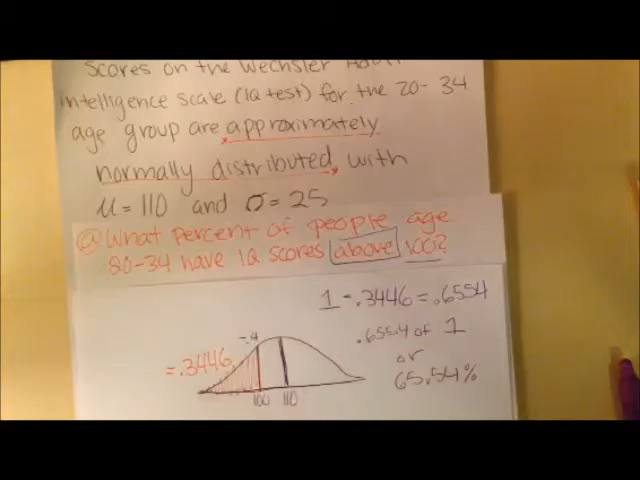 Scores on the Wechsler Adult
intelligence scale (IQ test) for the 20-34
age group are approximately
normally distributed, with
μ = 110 and σ = 25
@ What percent of people age
20-34 have IQ scores above 100?
1 - .3446 = .6554
.6554 of 1
or
65.54%
-.4
= .3446
100 110